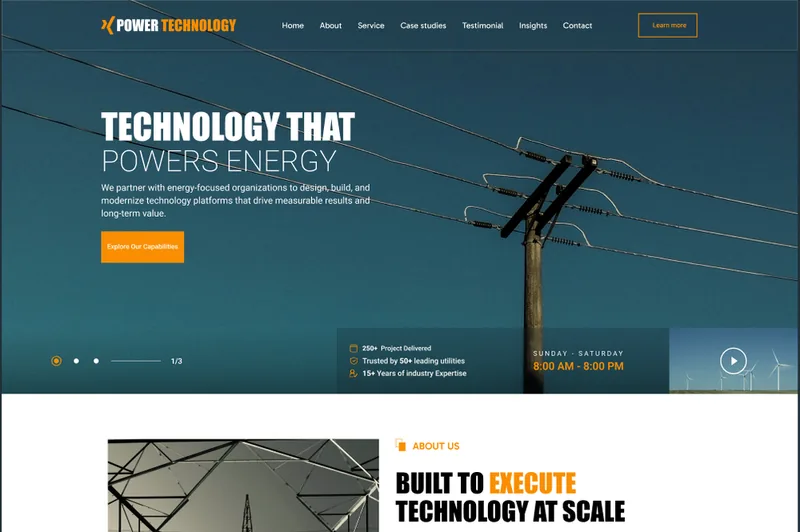 POWER TECHNOLOGY
Home About Service Case studies Testimonial Insights Contact
Learn more
TECHNOLOGY THAT
POWERS ENERGY
We partner with energy-focused organizations to design, build, and
modernize technology platforms that drive measurable results and
long-term value.
Explore Our Capabilities
1/3
250+ Project Delivered
Trusted by 50+ leading utilities
15+ Years of industry Expertise
SUNDAY - SATURDAY
8:00 AM - 8:00 PM
ABOUT US
BUILT TO EXECUTE
TECHNOLOGY AT SCALE